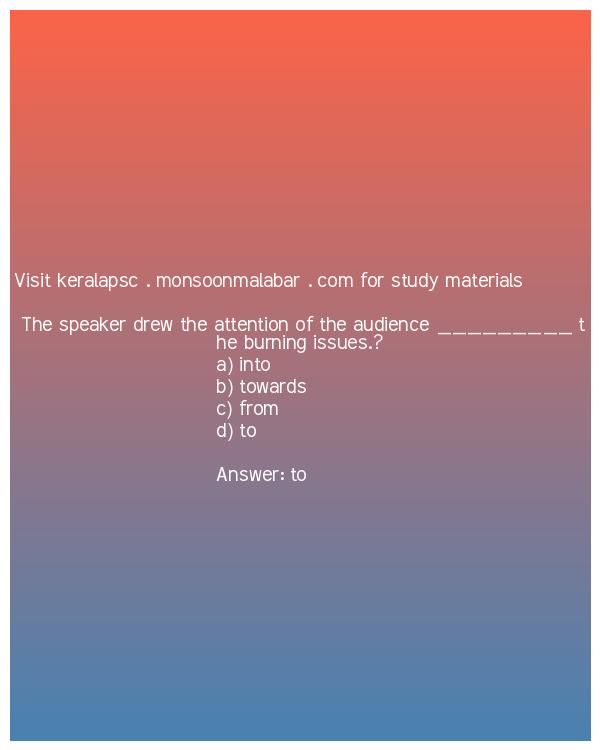 Visit keralapsc . monsoonmalabar . com for study materials
The speaker drew the attention of the audience _________ t
he burning issues.?
a) into
b) towards
c) from
d) to
Answer: to